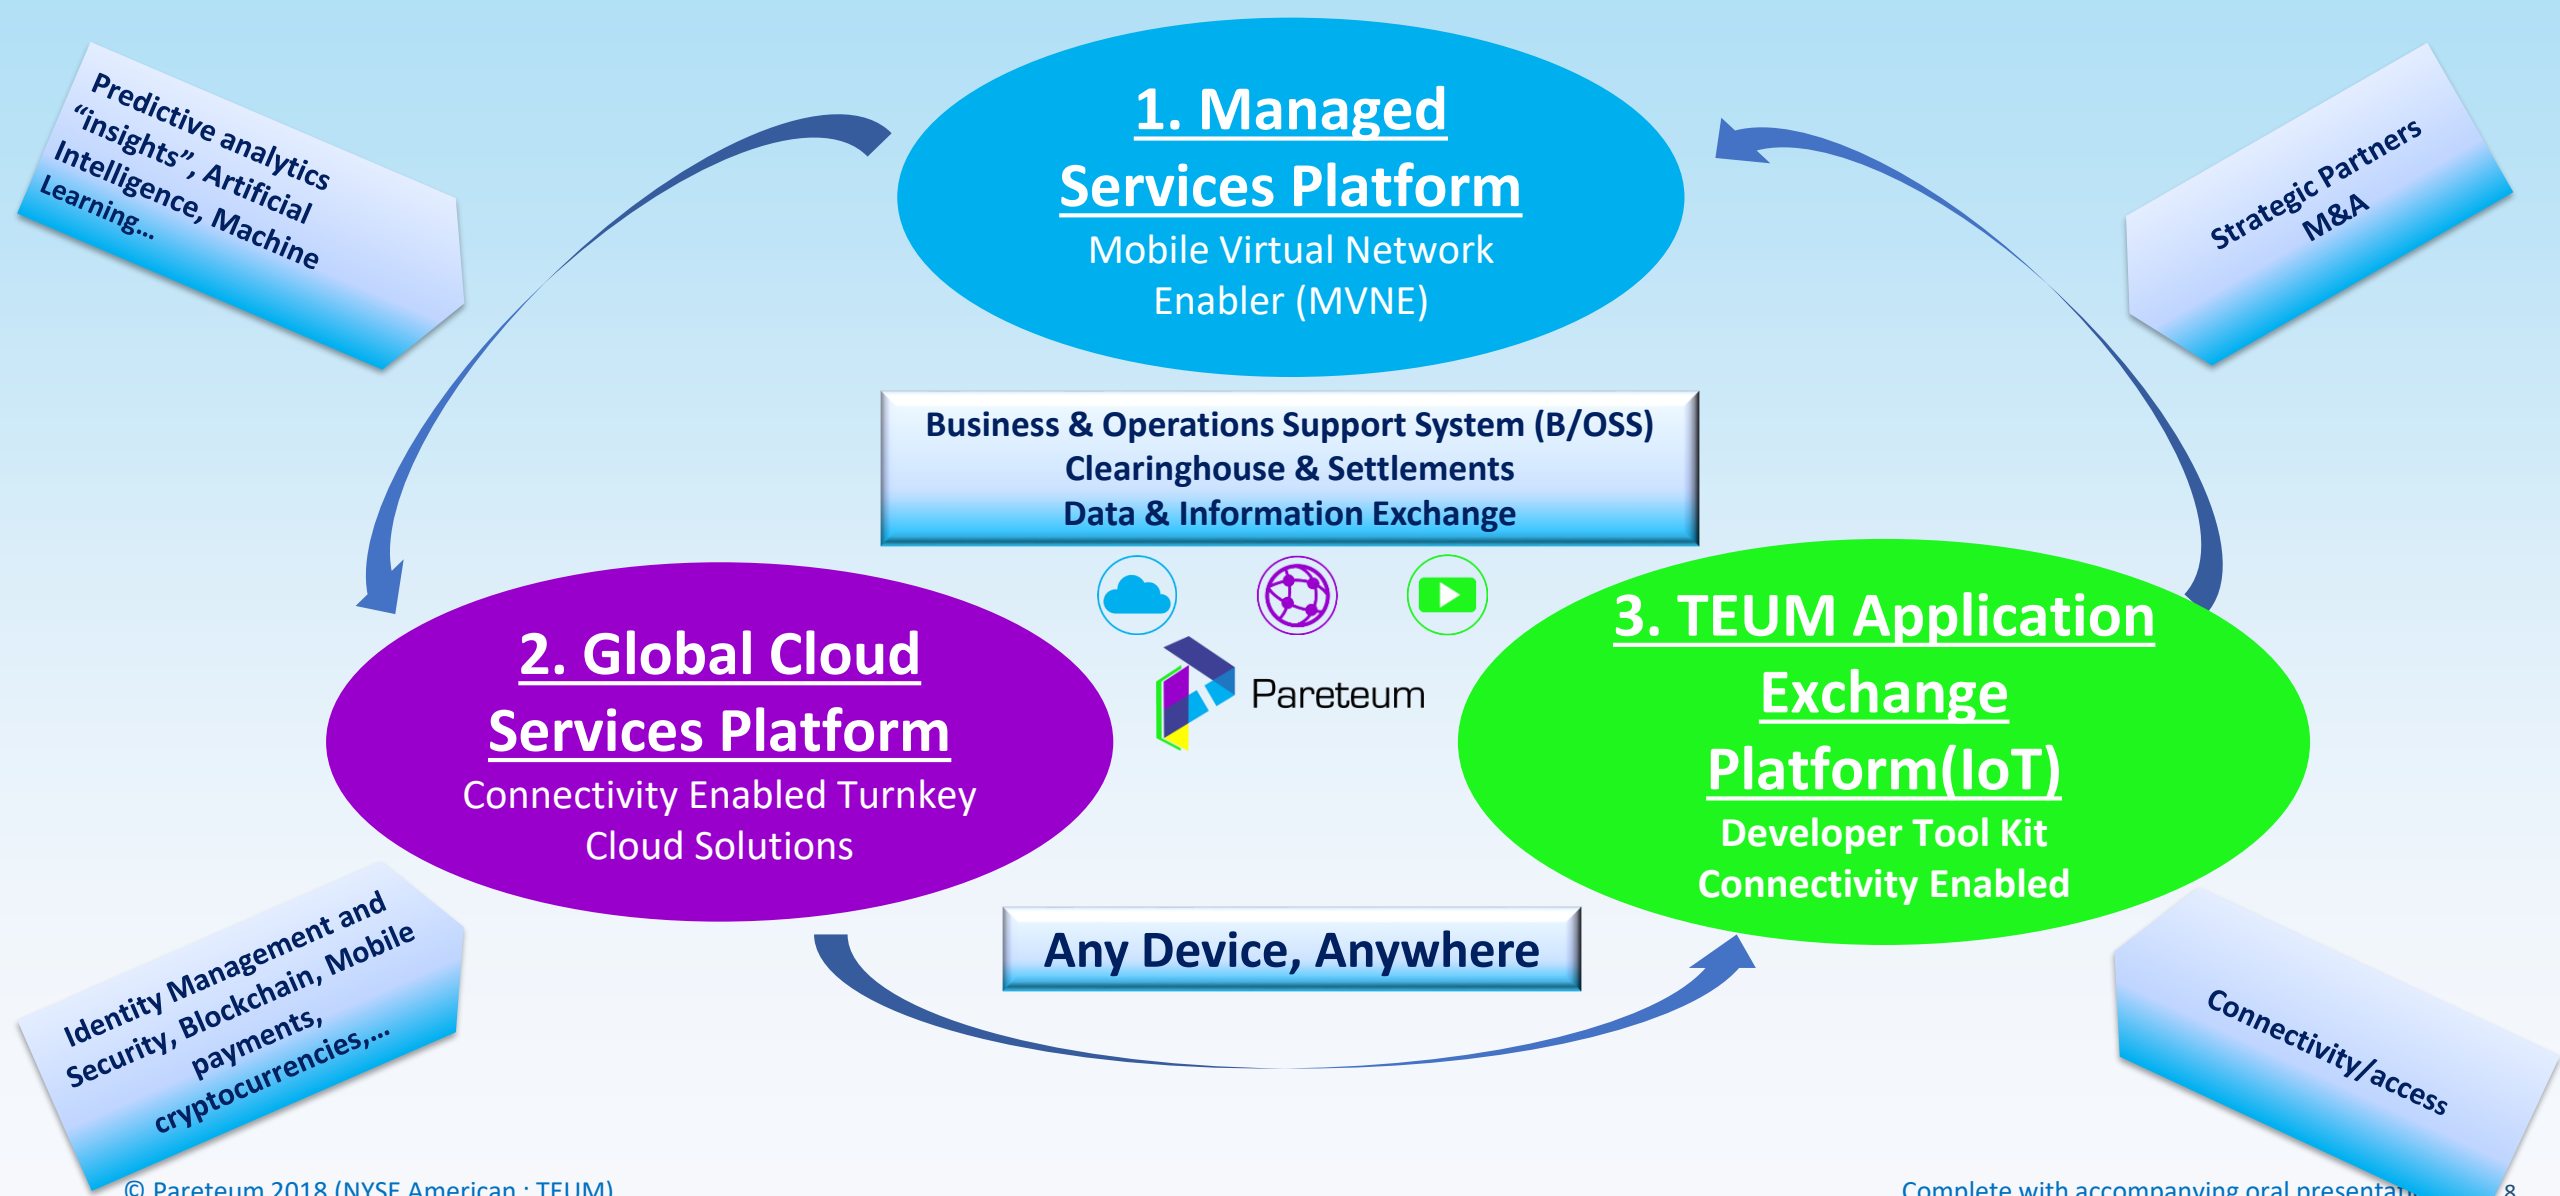 Predictive analytics
“insights”, Artificial
Intelligence, Machine
Learning...
1. Managed
Services Platform
Mobile Virtual Network
Enabler (MVNE)
Strategic Partners
M&A
Business & Operations Support System (B/OSS)
Clearinghouse & Settlements
Data & Information Exchange
2. Global Cloud
Services Platform
Connectivity Enabled Turnkey
Cloud Solutions
Pareteum
3. TEUM Application
Exchange
Platform(IoT)
Developer Tool Kit
Connectivity Enabled
Any Device, Anywhere
Identity Management and
Security, Blockchain, Mobile
payments,
cryptocurrencies,...
Connectivity/access
© Pareteum 2018 (NYSE American : TEUM)
Complete with accompanying oral
8